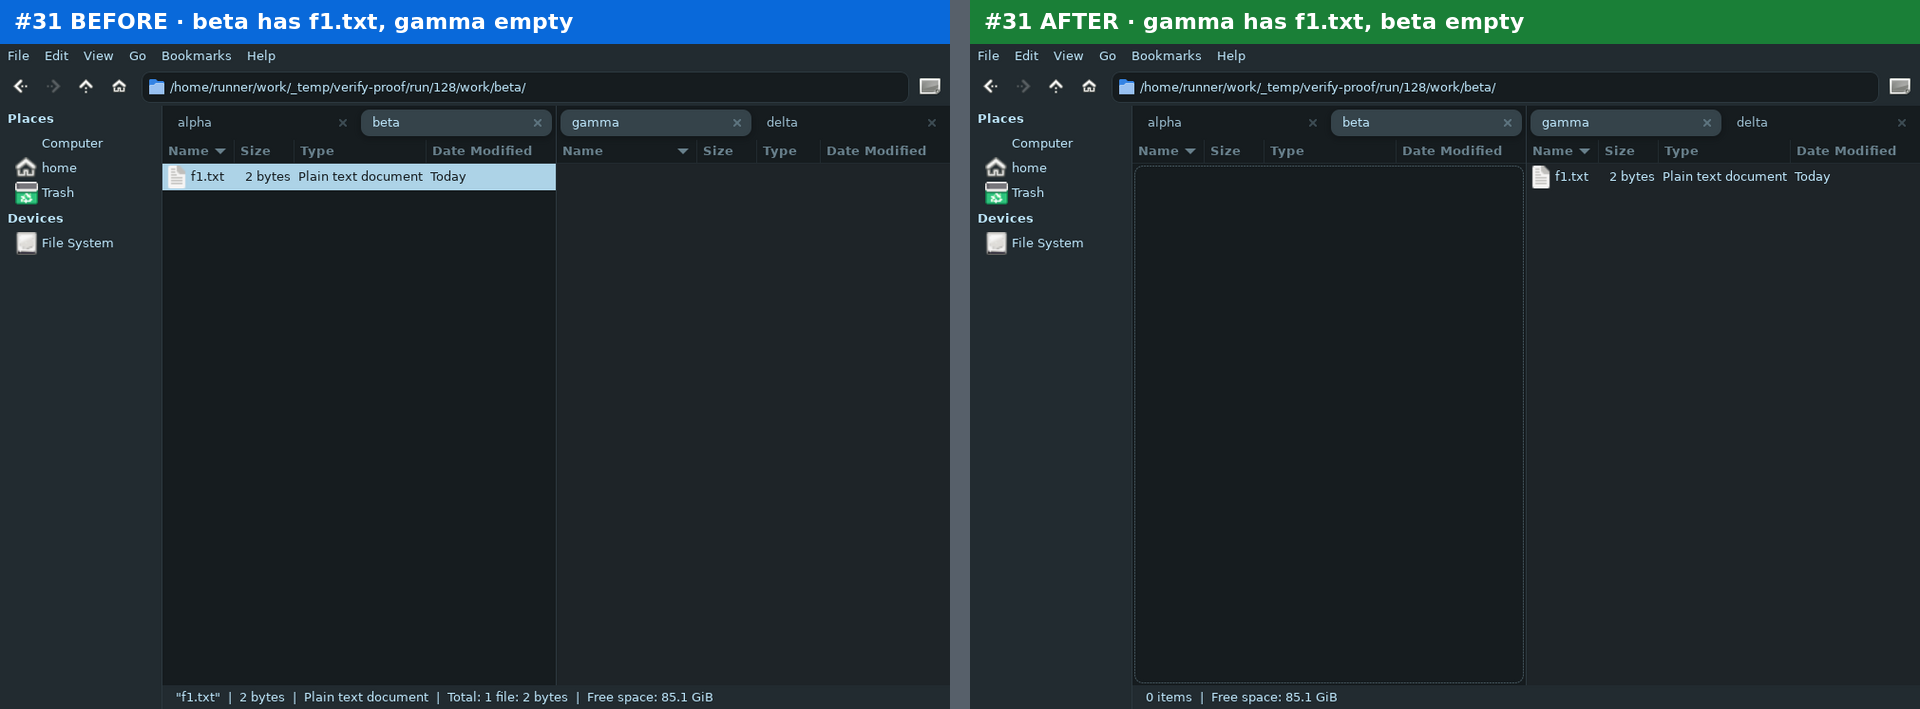 #31 BEFORE · beta has f1.txt, gamma empty
File Edit View Go Bookmarks Help
/home/runner/work/_temp/verify-proof/run/128/work/beta/
Places
Computer
home
Trash
Devices
File System
alpha beta gamma delta
Name Size Type Date Modified Name Size Type Date Modified
f1.txt 2 bytes Plain text document Today
"f1.txt" | 2 bytes | Plain text document | Total: 1 file: 2 bytes | Free space: 85.1 GiB
#31 AFTER · gamma has f1.txt, beta empty
File Edit View Go Bookmarks Help
/home/runner/work/_temp/verify-proof/run/128/work/beta/
Places
Computer
home
Trash
Devices
File System
alpha beta gamma delta
Name Size Type Date Modified Name Size Type Date Modified
f1.txt 2 bytes Plain text document Today
0 items | Free space: 85.1 GiB